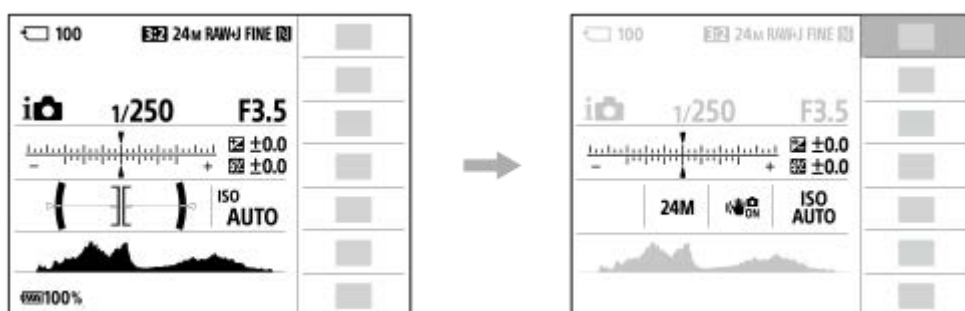 100 3:2 24M RAW+J FINE N
i 1/250 F3.5
±0.0
- + ±0.0
ISO
AUTO
100%
100 3:2 24M RAW+J FINE N
i 1/250 F3.5
±0.0
- + ±0.0
24M ON ISO
AUTO